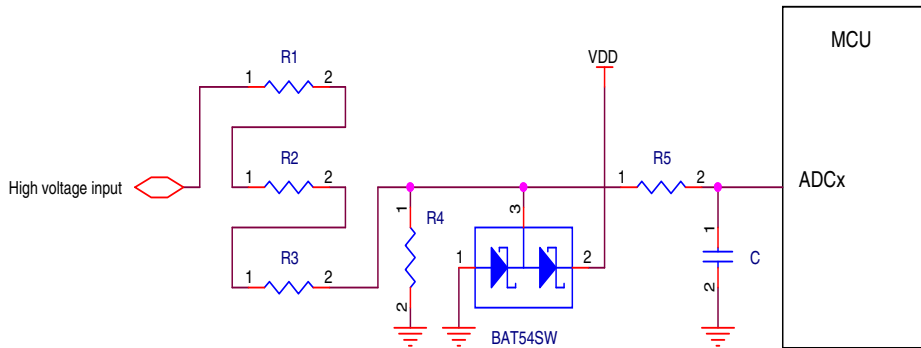 MCU
R1
1 2
VDD
R2
1 2
R5
1 2
High voltage input
ADCx
1
R4
2
3
1 2
BAT54SW
R3
1 2
1
C
2